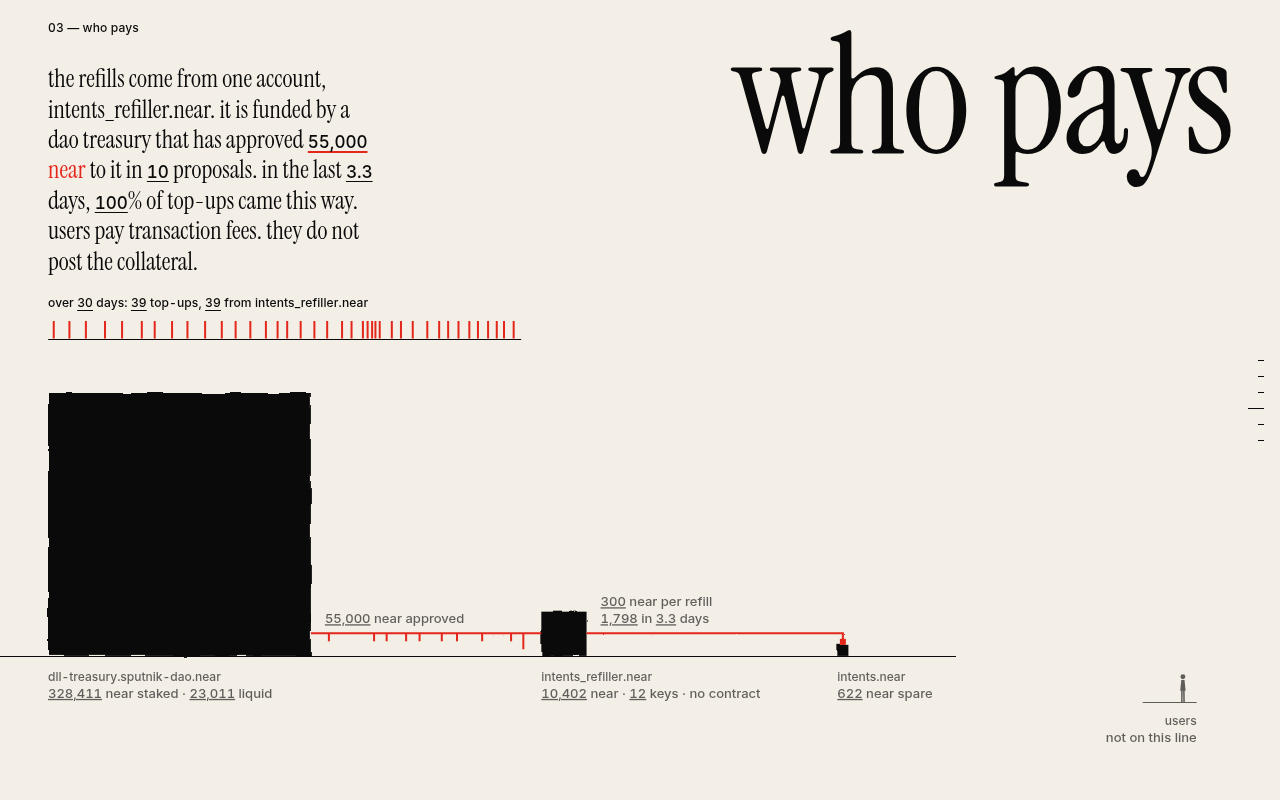 03 — who pays
who pays
the refills come from one account,
intents_refiller.near. it is funded by a
dao treasury that has approved 55,000
near to it in 10 proposals. in the last 3.3
days, 100% of top-ups came this way.
users pay transaction fees. they do not
post the collateral.
over 30 days: 39 top-ups, 39 from intents_refiller.near
300 near per refill
55,000 near approved
1,798 in 3.3 days
dll-treasury.sputnik-dao.near
328,411 near staked · 23,011 liquid
intents_refiller.near
10,402 near · 12 keys · no contract
intents.near
622 near spare
users
not on this line